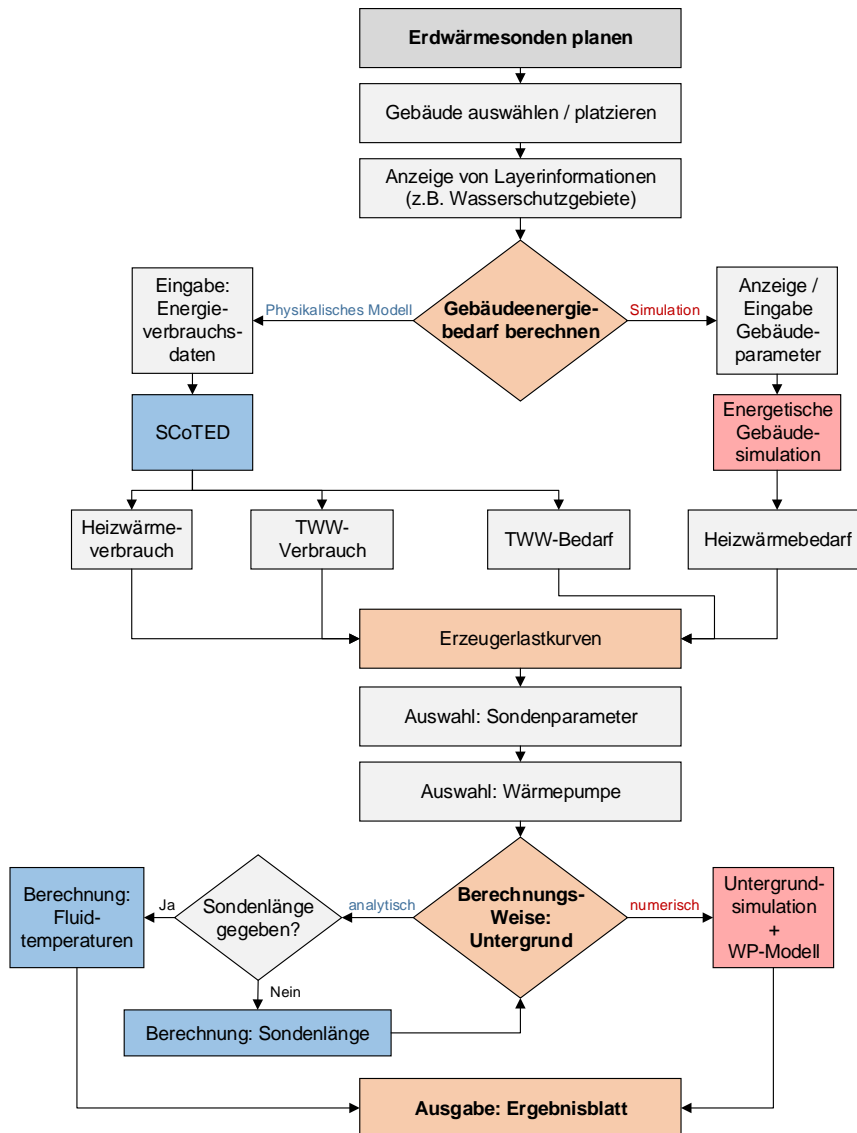 Erdwärmesonden planen
Gebäude auswählen / platzieren
Anzeige von Layerinformationen
(z.B. Wasserschutzgebiete)
Eingabe:
Energie-
verbrauchs-
daten
Physikalisches Modell
Gebäudeenergie-
bedarf berechnen
Simulation
Anzeige /
Eingabe
Gebäude-
parameter
SCoTED
Energetische
Gebäude-
simulation
Heizwärme-
verbrauch
TWW-
Verbrauch
TWW-Bedarf
Heizwärmebedarf
Erzeugerlastkurven
Auswahl: Sondenparameter
Auswahl: Wärmepumpe
Berechnung:
Fluid-
temperaturen
Ja
Sondenlänge
gegeben?
analytisch
Berechnungs-
Weise:
Untergrund
numerisch
Untergrund-
simulation
+
WP-Modell
Nein
Berechnung: Sondenlänge
Ausgabe: Ergebnisblatt